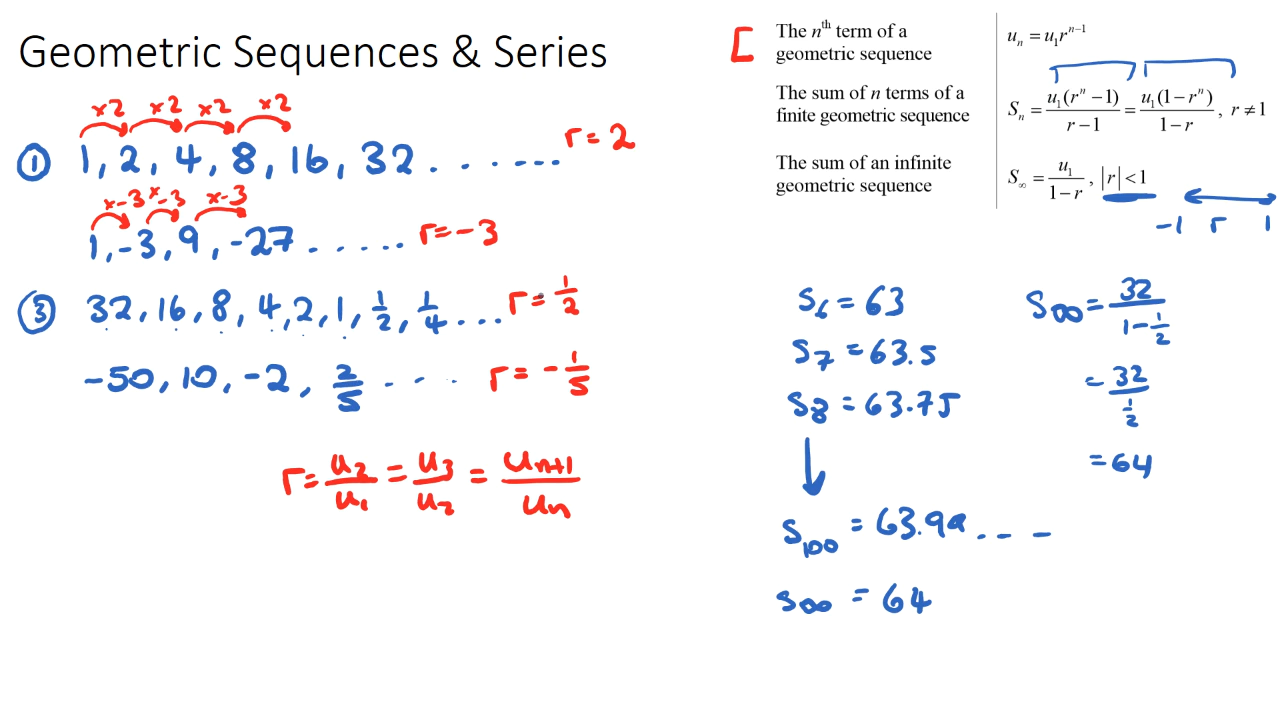 Geometric Sequences & Series
×2 ×2 ×2 ×2
① 1, 2, 4, 8, 16, 32 ....... r = 2
×-3 ×-3 ×-3
1, -3, 9, -27 ...... r = -3
③ 32, 16, 8, 4, 2, 1, 1/2, 1/4 ... r = 1/2
-50, 10, -2, 2/5 .... r = -1/5
r = u₂/u₁ = u₃/u₂ = uₙ₊₁/uₙ
[ The nᵗʰ term of a
geometric sequence
uₙ = u₁rⁿ⁻¹
The sum of n terms of a
finite geometric sequence
Sₙ = u₁(rⁿ − 1)/(r − 1) = u₁(1 − rⁿ)/(1 − r) , r ≠ 1
The sum of an infinite
geometric sequence
S∞ = u₁/(1 − r) , |r| < 1
-1 r 1
S₆ = 63
S₇ = 63.5
S₈ = 63.75
S₁₀₀ = 63.99...
S∞ = 64
S∞ = 32/(1 - 1/2)
= 32/(1/2)
= 64